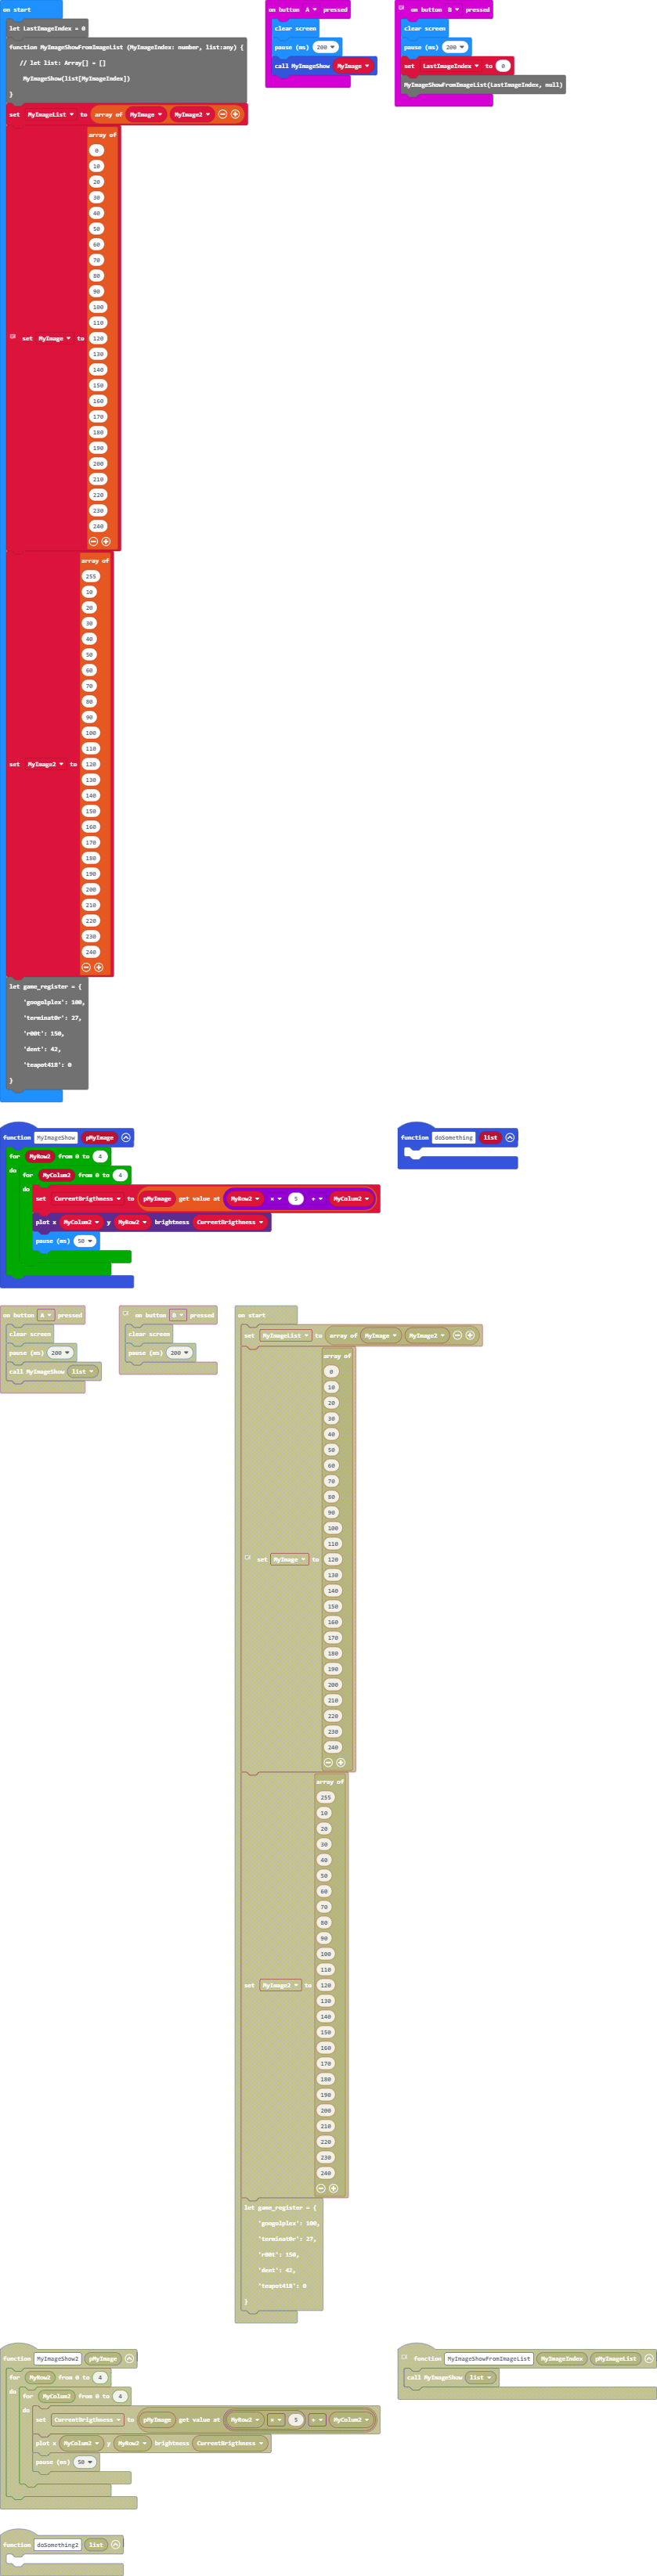 on start
let LastImageIndex = 0
function MyImageShowFromImageList (MyImageIndex: number, list:any) {
// let list: Array[] = []
MyImageShow(list[MyImageIndex])
}
set MyImageList to array of MyImage MyImage2
array of
0
10
20
30
40
50
60
70
80
90
100
110
set MyImage to 120
130
140
150
160
170
180
190
200
210
220
230
240
array of
255
10
20
30
40
50
60
70
80
90
100
110
set MyImage2 to 120
130
140
150
160
170
180
190
200
210
220
230
240
let game_register = {
'googolplex': 100,
'terminat0r': 27,
'r00t': 150,
'dent': 42,
'teapot418': 0
}
on button A pressed
clear screen
pause (ms) 200
call MyImageShow MyImage
on button B pressed
clear screen
pause (ms) 200
set LastImageIndex to 0
MyImageShowFromImageList(LastImageIndex, null)
function MyImageShow pMyImage
for MyRow2 from 0 to 4
do
for MyColum2 from 0 to 4
do
set CurrentBrigthness to pMyImage get value at MyRow2 × 5 + MyColum2
plot x MyColum2 y MyRow2 brightness CurrentBrigthness
pause (ms) 50
function doSomething list
on button A pressed
clear screen
pause (ms) 200
call MyImageShow list
on button B pressed
clear screen
pause (ms) 200
on start
set MyImageList to array of MyImage MyImage2
array of
0
10
20
30
40
50
60
70
80
90
100
110
set MyImage to 120
130
140
150
160
170
180
190
200
210
220
230
240
array of
255
10
20
30
40
50
60
70
80
90
100
110
set MyImage2 to 120
130
140
150
160
170
180
190
200
210
220
230
240
let game_register = {
'googolplex': 100,
'terminat0r': 27,
'r00t': 150,
'dent': 42,
'teapot418': 0
}
function MyImageShow2 pMyImage
for MyRow2 from 0 to 4
do
for MyColum2 from 0 to 4
do
set CurrentBrigthness to pMyImage get value at MyRow2 × 5 + MyColum2
plot x MyColum2 y MyRow2 brightness CurrentBrigthness
pause (ms) 50
function MyImageShowFromImageList MyImageIndex pMyImageList
call MyImageShow list
function doSomething2 list